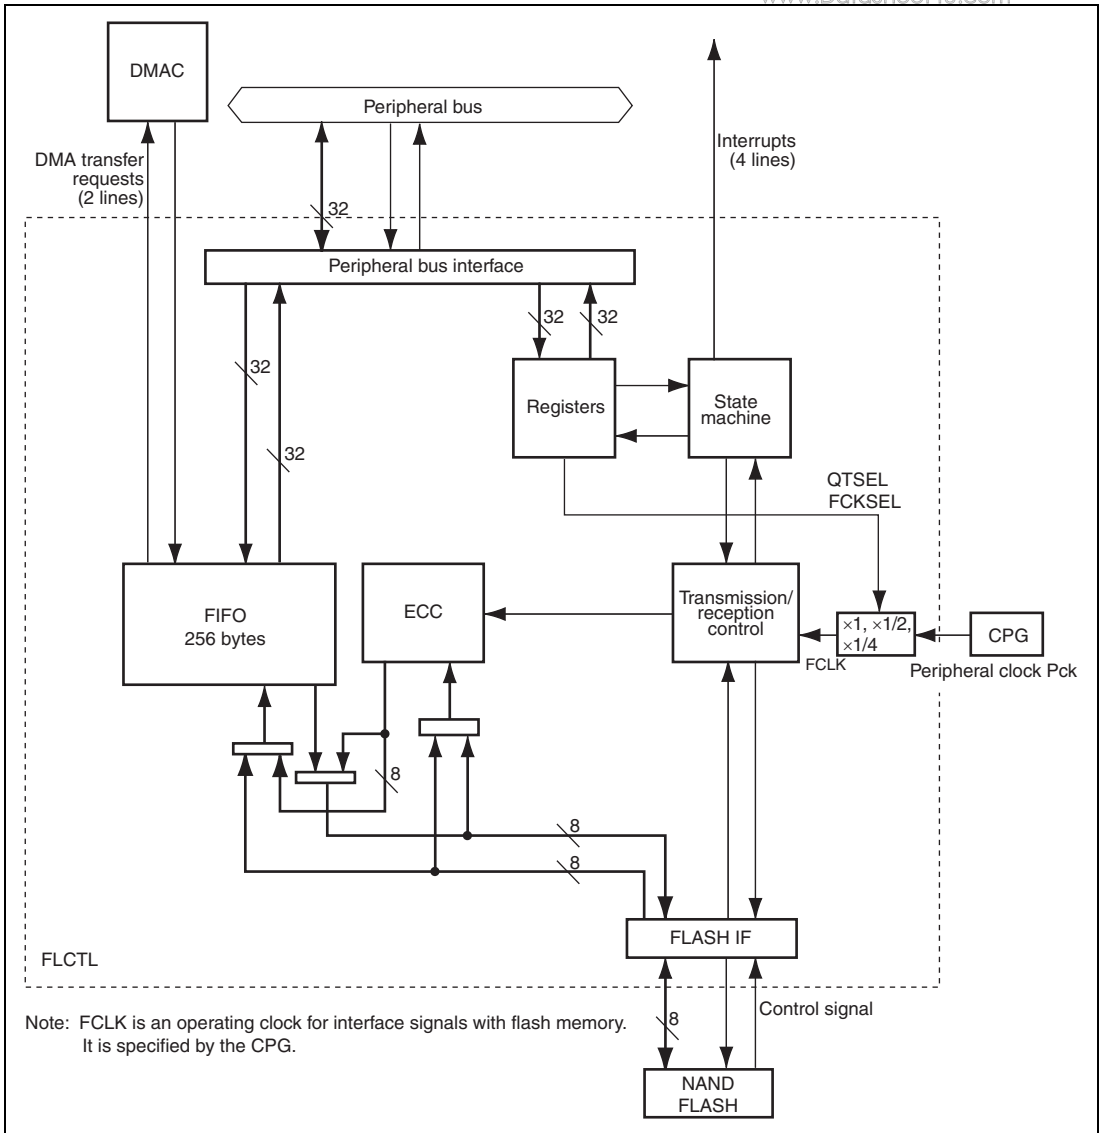 DMAC
Peripheral bus
Interrupts
(4 lines)
DMA transfer
requests
(2 lines)
32
Peripheral bus interface
32
32
32
32
Registers
State
machine
QTSEL
FCKSEL
FIFO
256 bytes
ECC
Transmission/
reception
control
×1, ×1/2,
×1/4
CPG
FCLK
Peripheral clock Pck
8
8
8
FLASH IF
FLCTL
Control signal
8
Note: FCLK is an operating clock for interface signals with flash memory.
It is specified by the CPG.
NAND
FLASH